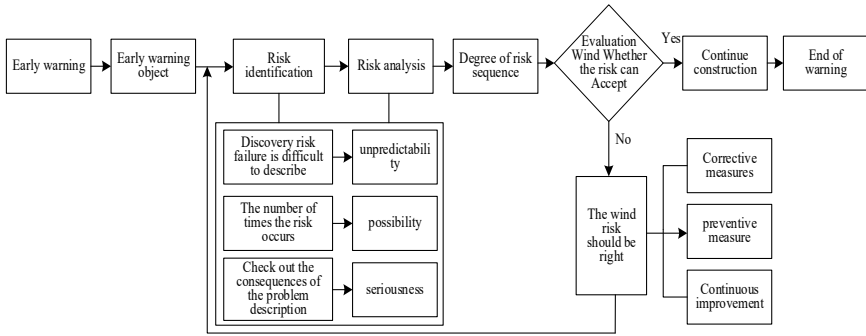 Early warning
Early warning
object
Risk
identification
Risk analysis
Degree of risk
sequence
Evaluation
Wind Whether
the risk can
Accept
Yes
Continue
construction
End of
warning
No
Discovery risk
failure is difficult
to describe
unpredictabil
ity
The number of
times the risk
occurs
possibility
Check out the
consequences of
the problem
description
seriousness
The wind
risk
should be
right
Corrective
measures
preventive
measure
Continuous
improvement